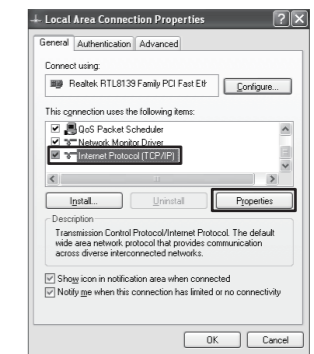 Local Area Connection Properties
General Authentication Advanced
Connect using:
Realtek RTL8139 Family PCI Fast Eth
Configure...
This connection uses the following items:
QoS Packet Scheduler
Network Monitor Driver
Internet Protocol (TCP/IP)
Install... Uninstall Properties
Description
Transmission Control Protocol/Internet Protocol. The default
wide area network protocol that provides communication
across diverse interconnected networks.
Show icon in notification area when connected
Notify me when this connection has limited or no connectivity
OK Cancel